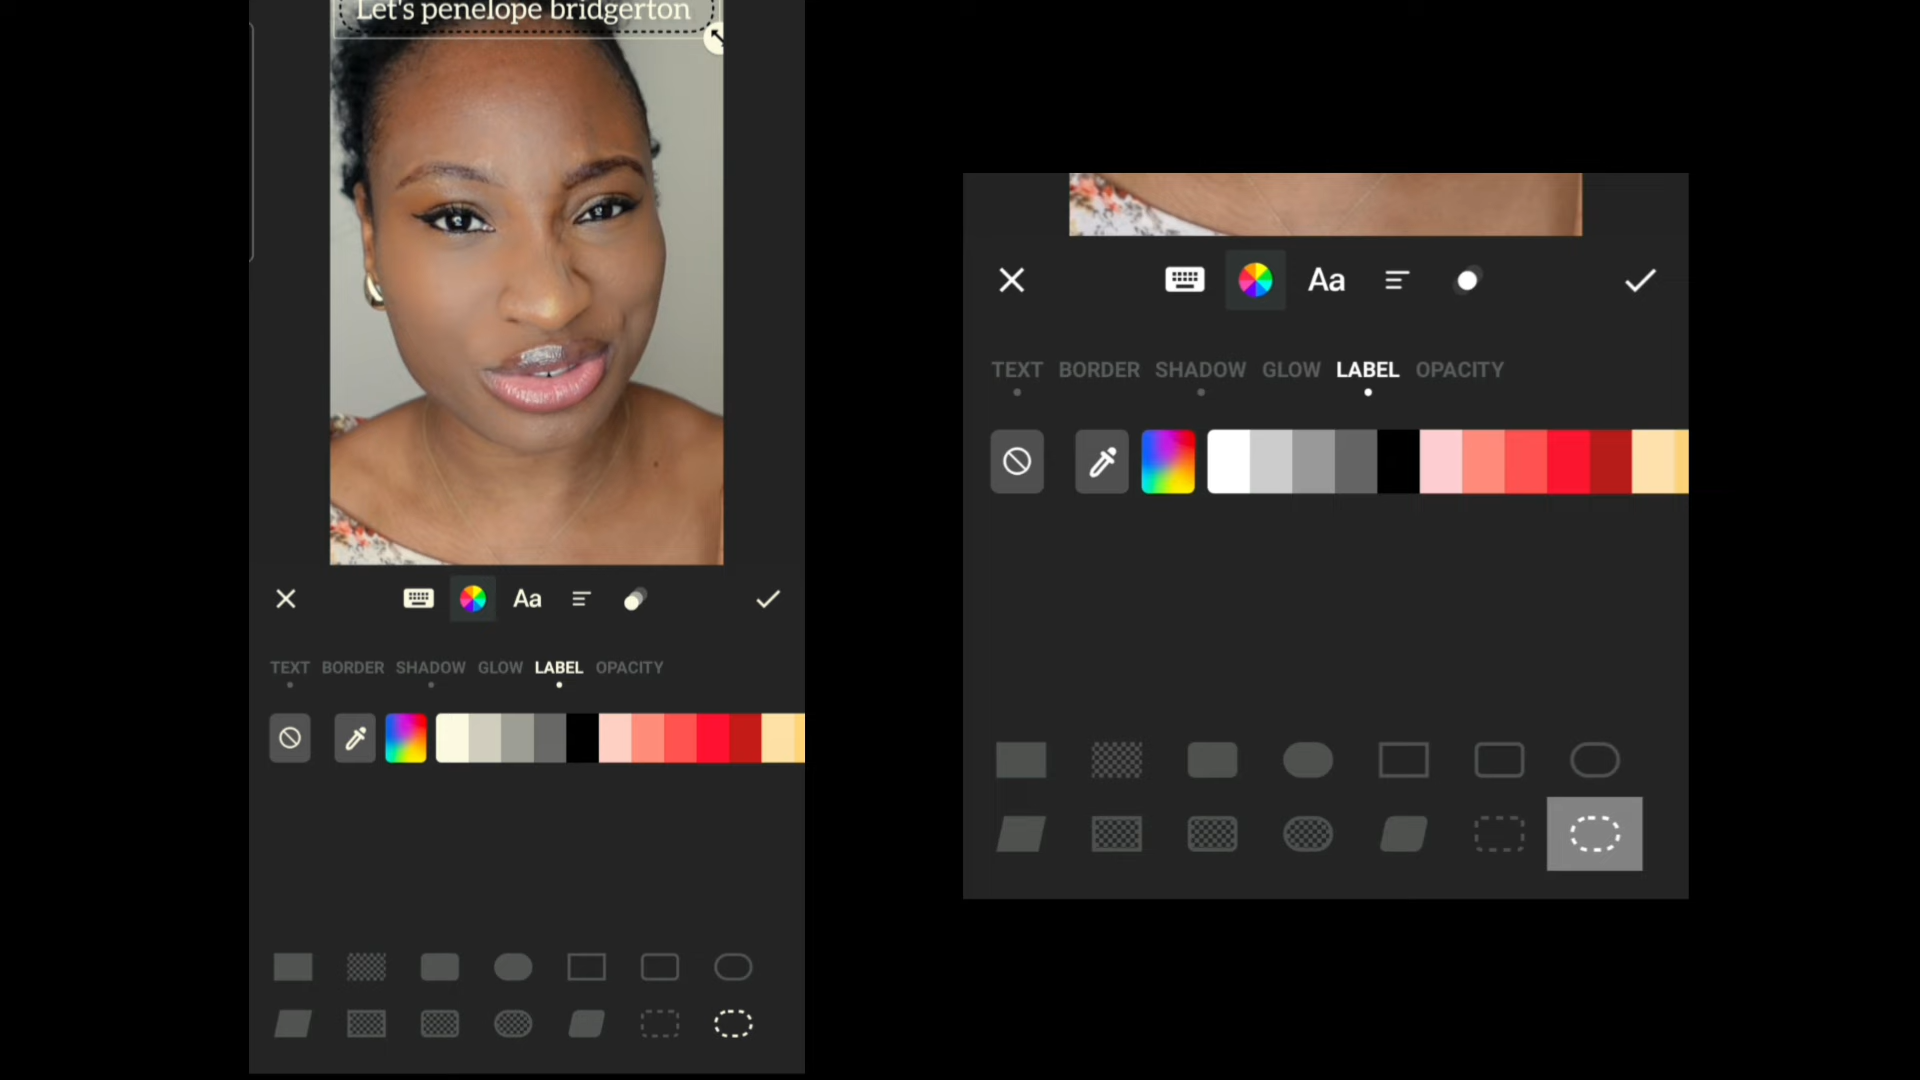 Let's penelope bridgerton
Aa
TEXT BORDER SHADOW GLOW LABEL OPACITY
Aa
TEXT BORDER SHADOW GLOW LABEL OPACITY